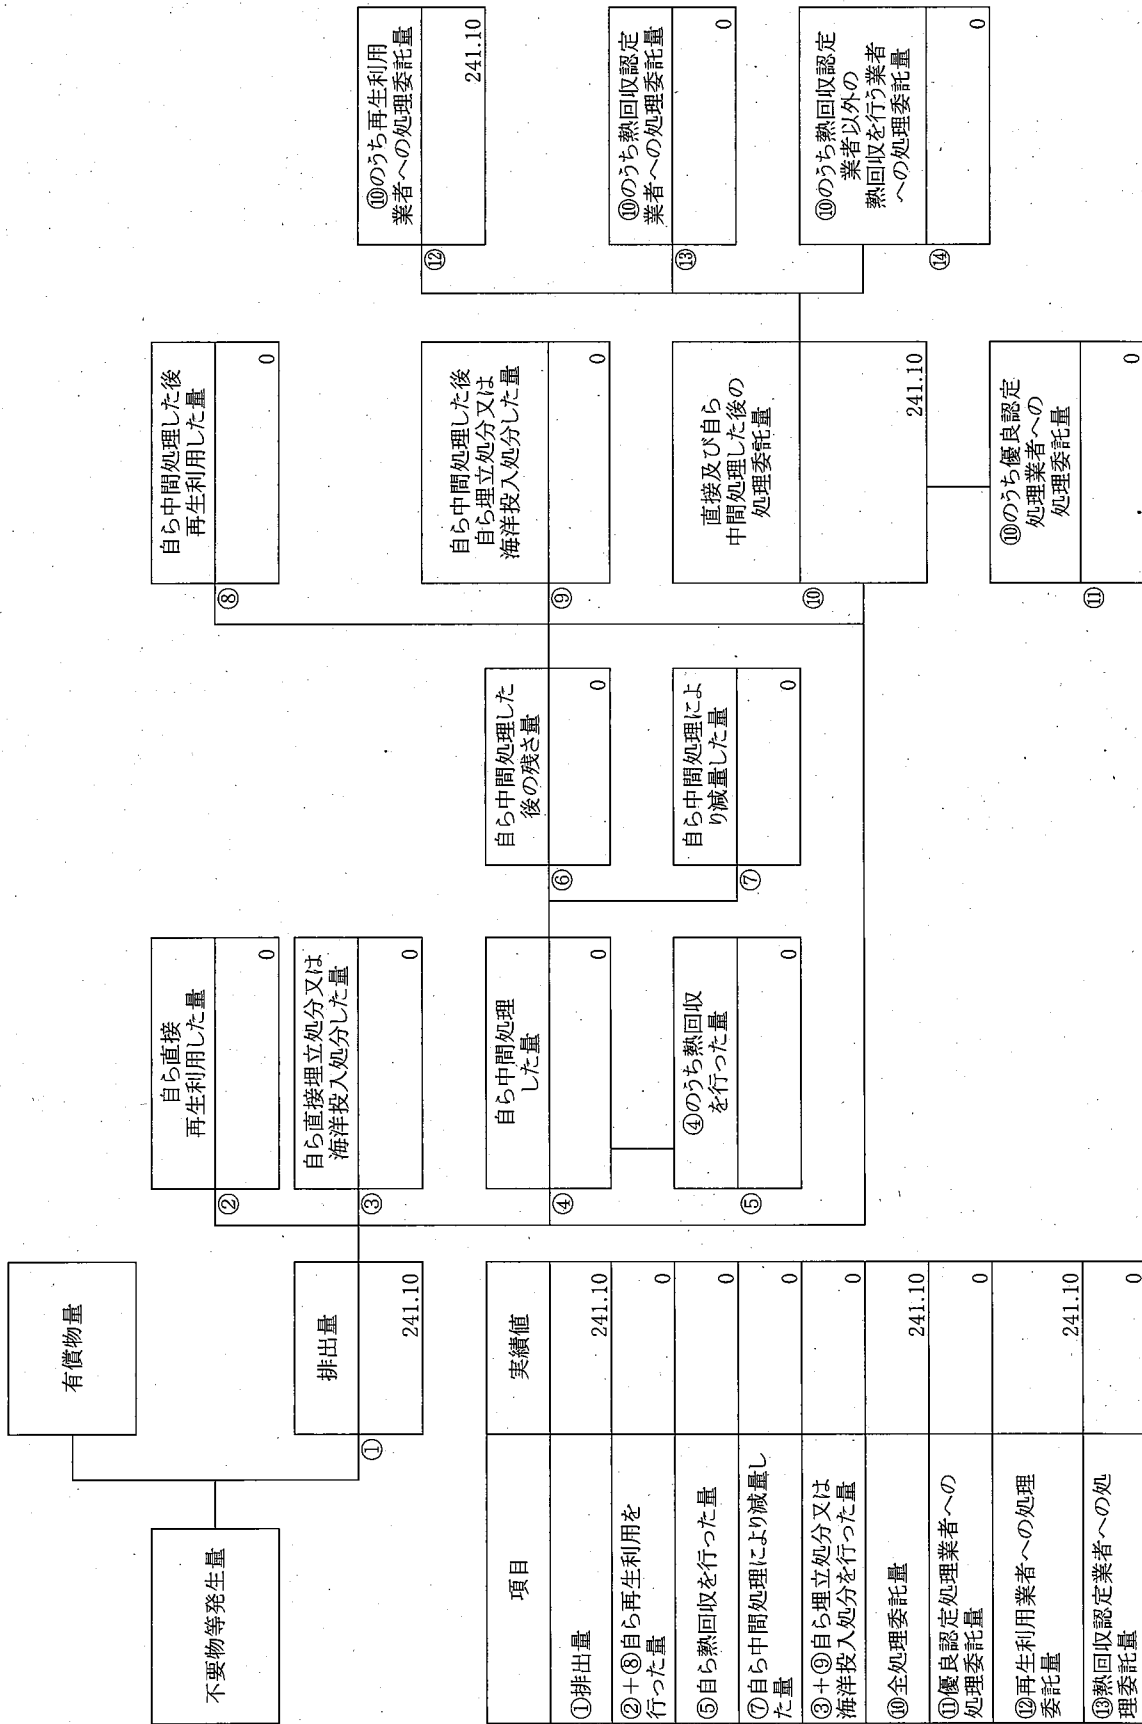 不要物等発生量
有償物量
①
排出量
241.10
②
自ら直接
再生利用した量
0
③
自ら直接埋立処分又は
海洋投入処分した量
0
④
自ら中間処理
した量
0
⑤
④のうち熱回収
を行った量
0
⑥
自ら中間処理した
後の残さ量
0
⑦
自ら中間処理によ
り減量した量
0
⑧
自ら中間処理した後
再生利用した量
0
⑨
自ら中間処理した後
自ら埋立処分又は
海洋投入処分した量
0
⑩
直接及び自ら
中間処理した後の
処理委託量
241.10
⑪
⑩のうち優良認定
処理業者への
処理委託量
0
⑫
⑩のうち再生利用
業者への処理委託量
241.10
⑬
⑩のうち熱回収認定
業者への処理委託量
0
⑭
⑩のうち熱回収認定
業者以外の
熱回収を行う業者
への処理委託量
0
項目 実績値
①排出量 241.10
②+⑧自ら再生利用を
行った量 0
⑤自ら熱回収を行った量 0
⑦自ら中間処理により減量し
た量 0
③+⑨自ら埋立処分又は
海洋投入処分を行った量 0
⑩全処理委託量 241.10
⑪優良認定処理業者への
処理委託量 0
⑫再生利用業者への処理
委託量 241.10
⑬熱回収認定業者への処
理委託量 0